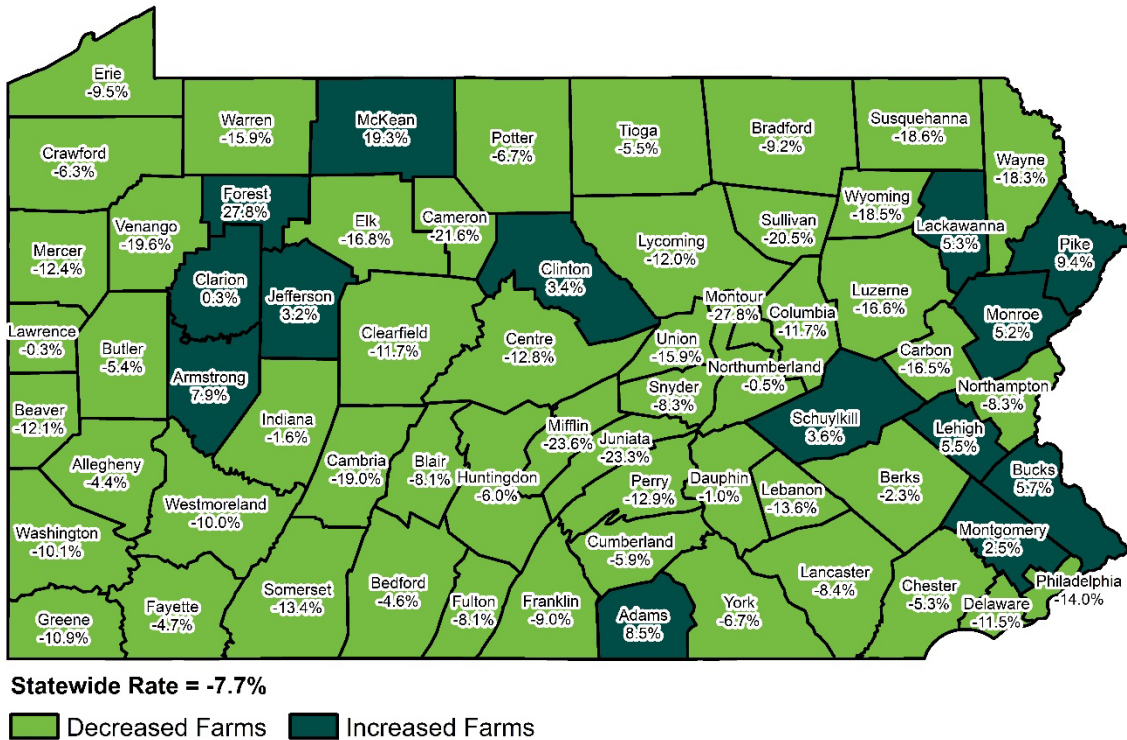 Erie
-9.5%
Warren
-15.9%
McKean
19.3%
Potter
-6.7%
Tioga
-5.5%
Bradford
-9.2%
Susquehanna
-18.6%
Wayne
-18.3%
Crawford
-6.3%
Forest
27.8%
Venango
-19.6%
Elk
-16.8%
Cameron
-21.6%
Wyoming
-18.5%
Sullivan
-20.5%
Lackawanna
5.3%
Pike
9.4%
Mercer
-12.4%
Lycoming
-12.0%
Clinton
3.4%
Clarion
0.3%
Jefferson
3.2%
Luzerne
-16.6%
Montour
-27.8%
Columbia
-11.7%
Monroe
5.2%
Lawrence
-0.3%
Butler
-5.4%
Clearfield
-11.7%
Centre
-12.8%
Union
-15.9%
Carbon
-16.5%
Armstrong
7.9%
Northumberland
-0.5%
Northampton
-8.3%
Snyder
-8.3%
Beaver
-12.1%
Indiana
-1.6%
Schuylkill
3.6%
Mifflin
-23.6%
Lehigh
5.5%
Juniata
-23.3%
Allegheny
-4.4%
Cambria
-19.0%
Blair
-8.1%
Huntingdon
-6.0%
Perry
-12.9%
Dauphin
-1.0%
Lebanon
-13.6%
Berks
-2.3%
Bucks
5.7%
Westmoreland
-10.0%
Washington
-10.1%
Montgomery
2.5%
Cumberland
-5.9%
Somerset
-13.4%
Bedford
-4.6%
Lancaster
-8.4%
Philadelphia
-14.0%
Greene
-10.9%
Fayette
-4.7%
Fulton
-8.1%
Franklin
-9.0%
Adams
8.5%
York
-6.7%
Chester
-5.3%
Delaware
-11.5%
Statewide Rate = -7.7%
Decreased Farms
Increased Farms